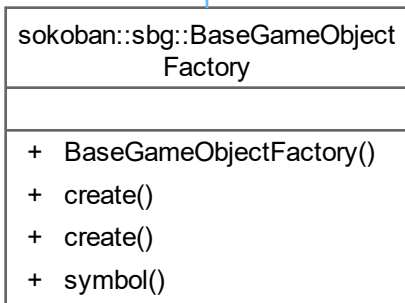 sokoban::sbg::BaseGameObject
Factory
+ BaseGameObjectFactory()
+ create()
+ create()
+ symbol()